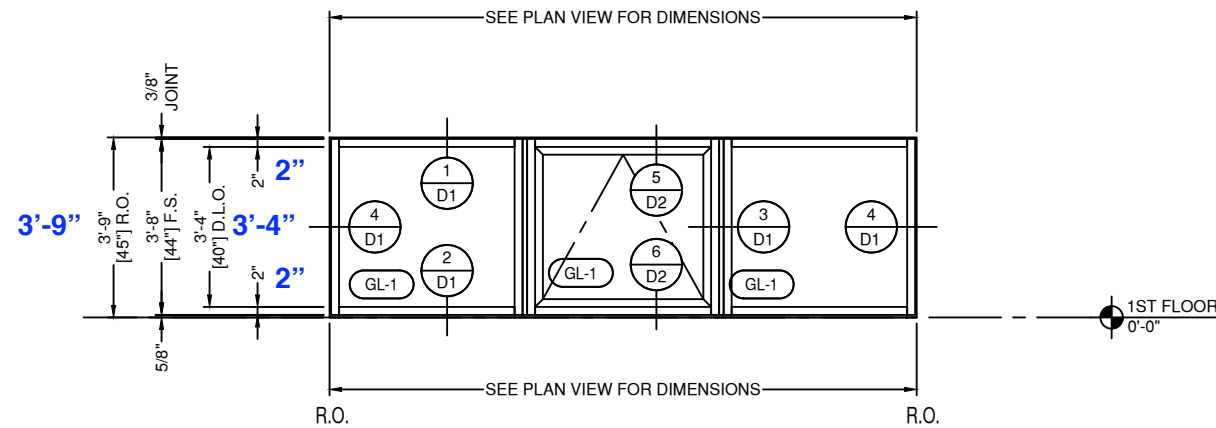 SEE PLAN VIEW FOR DIMENSIONS
3/8"
JOINT
3'-9"
3'-9"
[45"] R.O.
3'-8"
[44"] F.S.
3'-4"
[40"] D.L.O.
3'-4"
2"
2"
2"
2"
5/8"
1
D1
4
D1
2
D1
GL-1
5
D2
6
D2
GL-1
3
D1
4
D1
GL-1
1ST FLOOR
0'-0"
SEE PLAN VIEW FOR DIMENSIONS
R.O.
R.O.